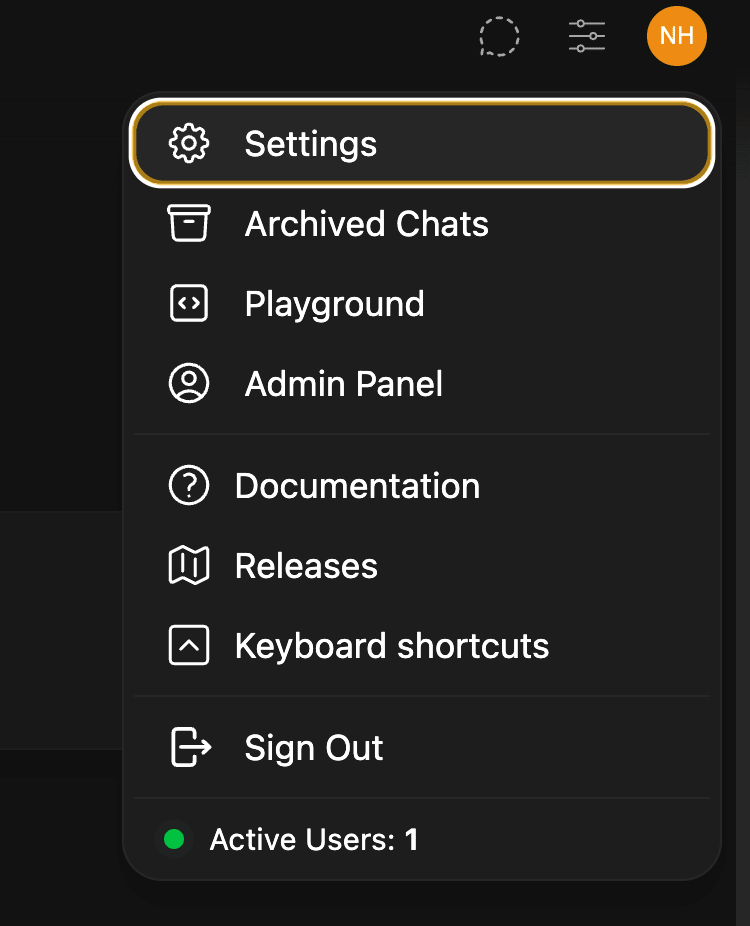 NH
Settings
Archived Chats
Playground
Admin Panel
Documentation
Releases
Keyboard shortcuts
Sign Out
Active Users: 1